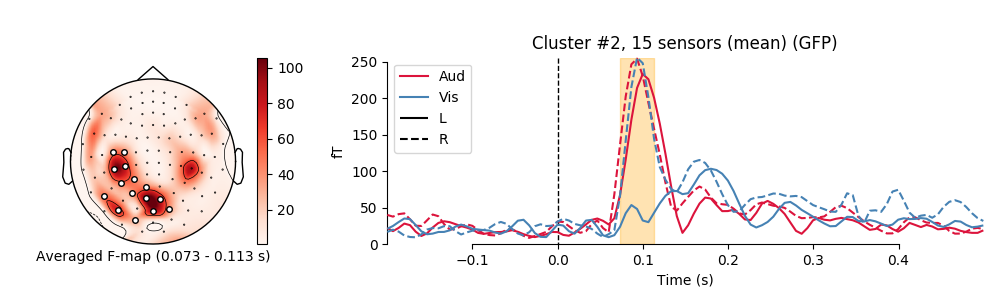 Cluster #2, 15 sensors (mean) (GFP)
100
80
60
40
20
Averaged F-map (0.073 - 0.113 s)
fT
250
200
150
100
50
0
Aud
Vis
L
R
−0.1
0.0
0.1
0.2
0.3
0.4
Time (s)